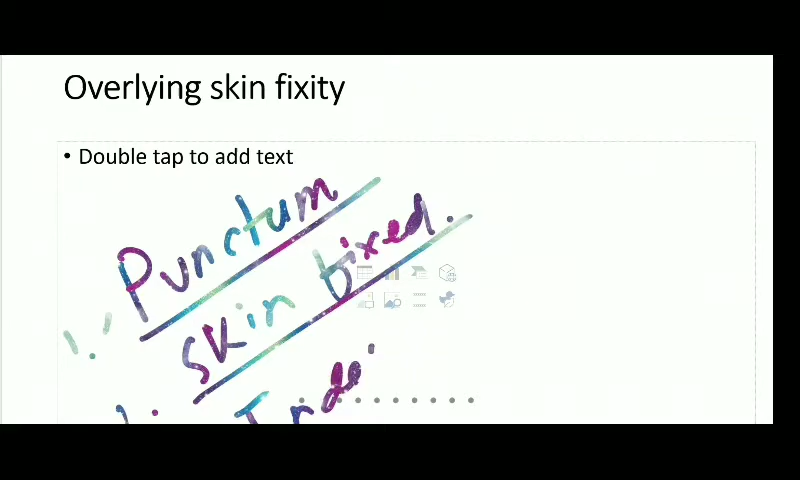 Overlying skin fixity
• Double tap to add text
Punctum
skin fixed.